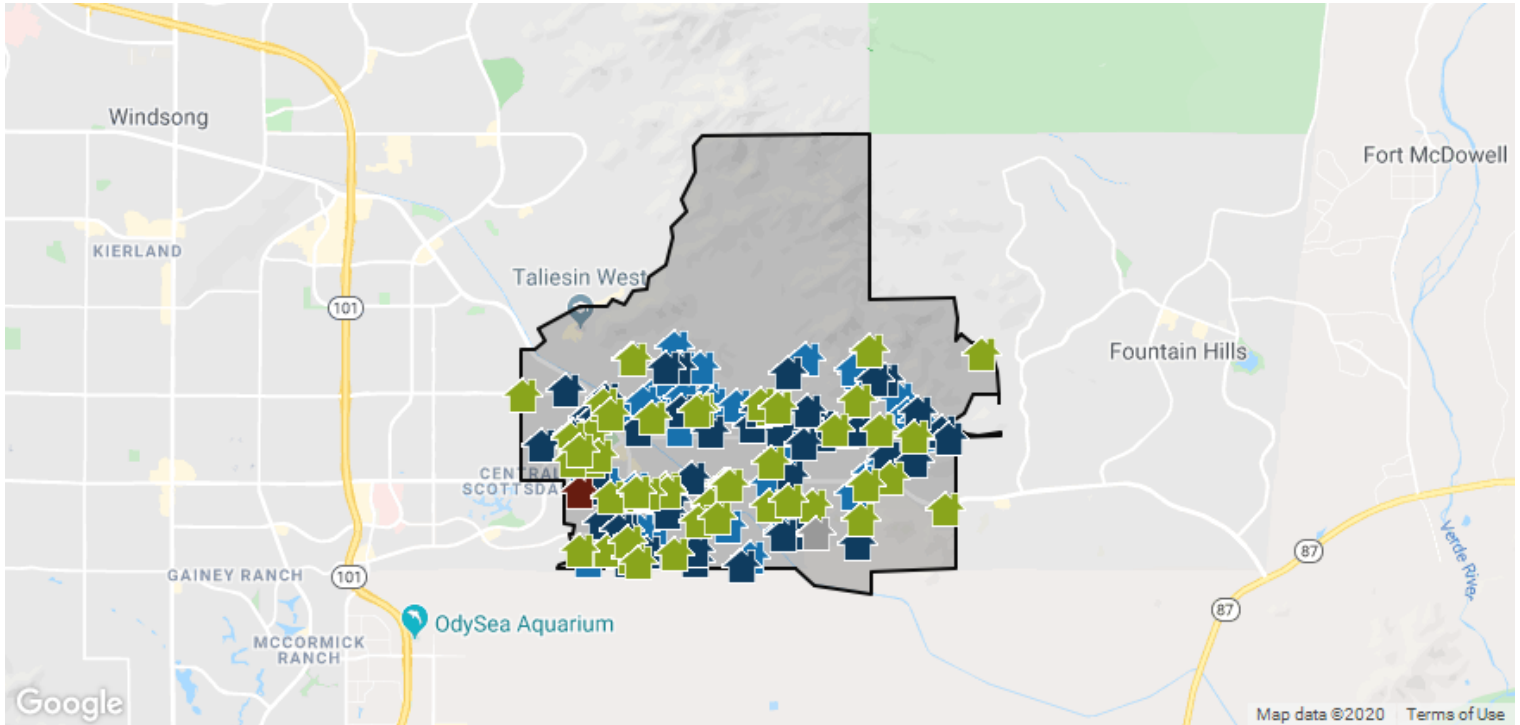 Windsong
Fort McDowell
KIERLAND
Taliesin West
101
Fountain Hills
CENTRAL
SCOTTSDA
87
Verde River
GAINEY RANCH
101
87
OdySea Aquarium
MCCORMICK
RANCH
Google
Map data ©2020 Terms of Use